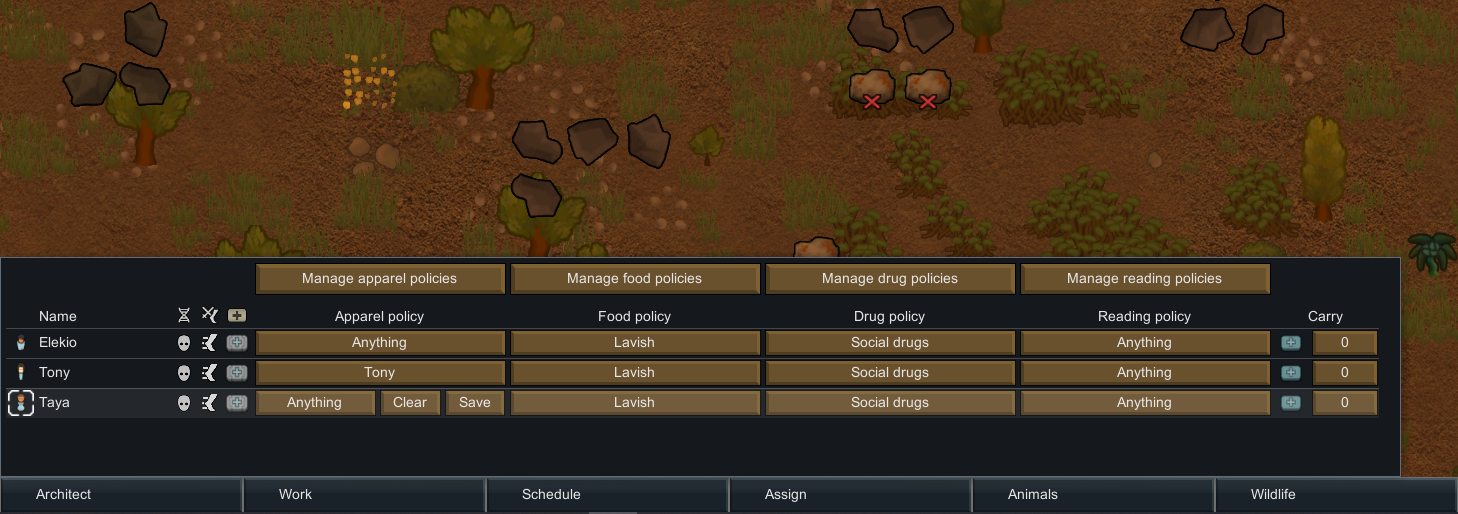 Manage apparel policies Manage food policies Manage drug policies Manage reading policies
Name Apparel policy Food policy Drug policy Reading policy Carry
Elekio Anything Lavish Social drugs Anything 0
Tony Tony Lavish Social drugs Anything 0
Taya Anything Clear Save Lavish Social drugs Anything 0
Architect Work Schedule Assign Animals Wildlife